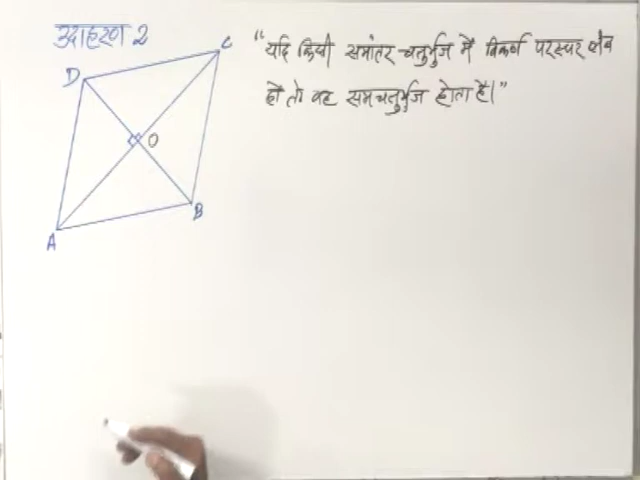 उदाहरण 2
"यदि किसी समांतर चतुर्भुज में विकर्ण परस्पर लंब
हो तो वह समचतुर्भुज होता है।"
C
D
O
B
A